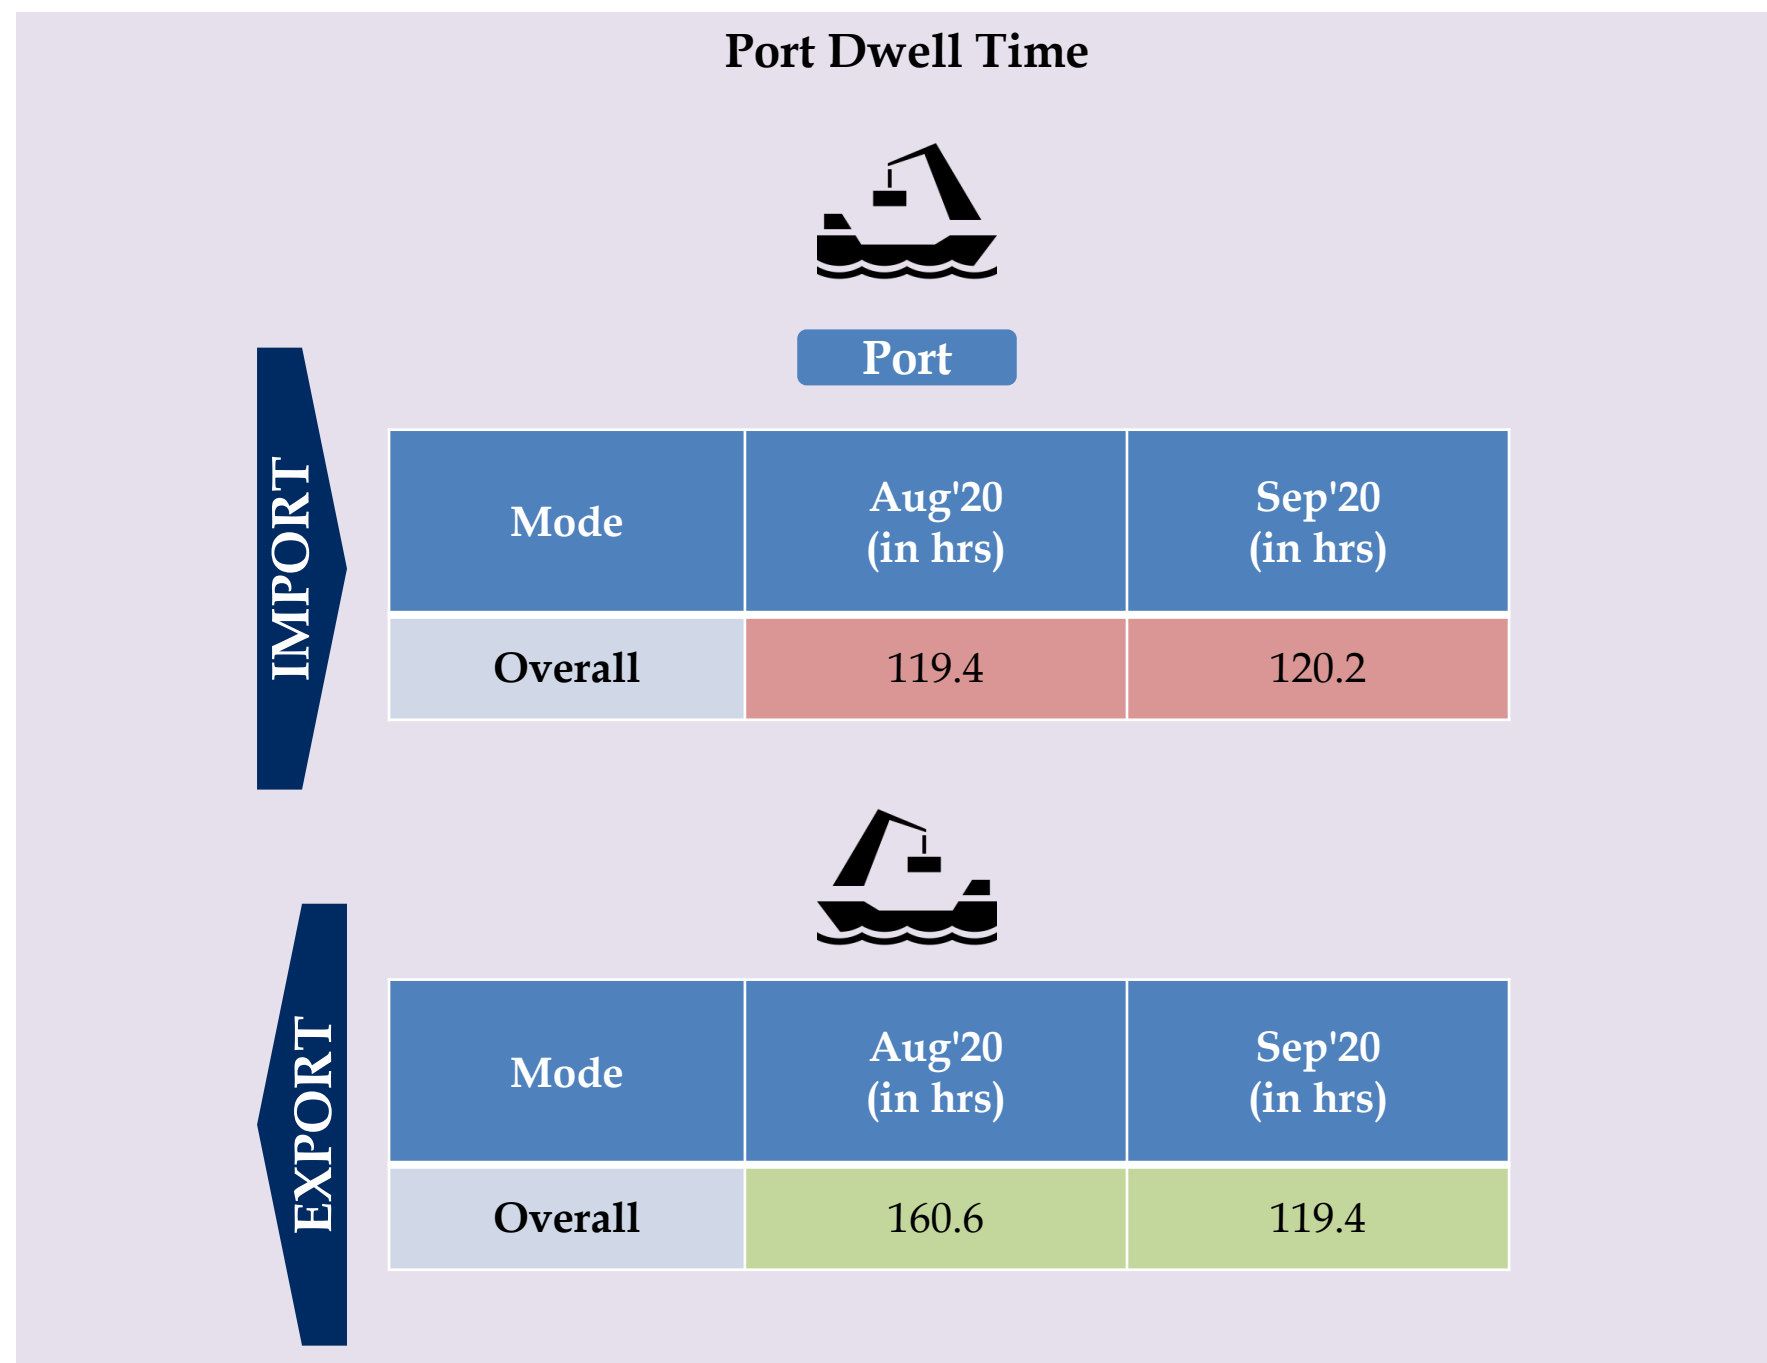 Port Dwell Time
Port
IMPORT
Mode
Aug'20
(in hrs)
Sep'20
(in hrs)
Overall
119.4
120.2
EXPORT
Mode
Aug'20
(in hrs)
Sep'20
(in hrs)
Overall
160.6
119.4